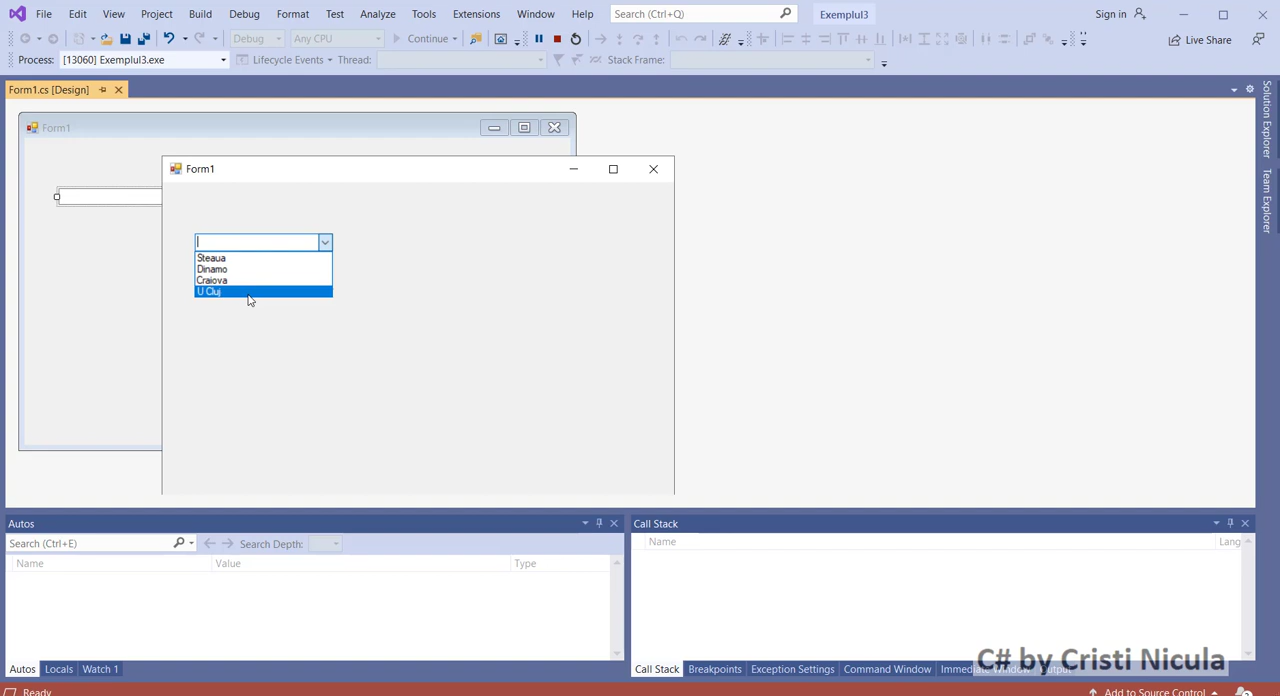 File Edit View Project Build Debug Format Test Analyze Tools Extensions Window Help Search (Ctrl+Q) Exemplul3 Sign in
Debug Any CPU Continue Live Share
Process: [13060] Exemplul3.exe Lifecycle Events Thread: Stack Frame:
Form1.cs [Design]
Form1
Form1
Steaua
Dinamo
Craiova
U Cluj
Solution Explorer
Team Explorer
Autos
Search (Ctrl+E) Search Depth:
Name Value Type
Call Stack
Name Lang
Autos Locals Watch 1
Call Stack Breakpoints Exception Settings Command Window Immediate Window Output
C# by Cristi Nicula
Ready
Add to Source Control